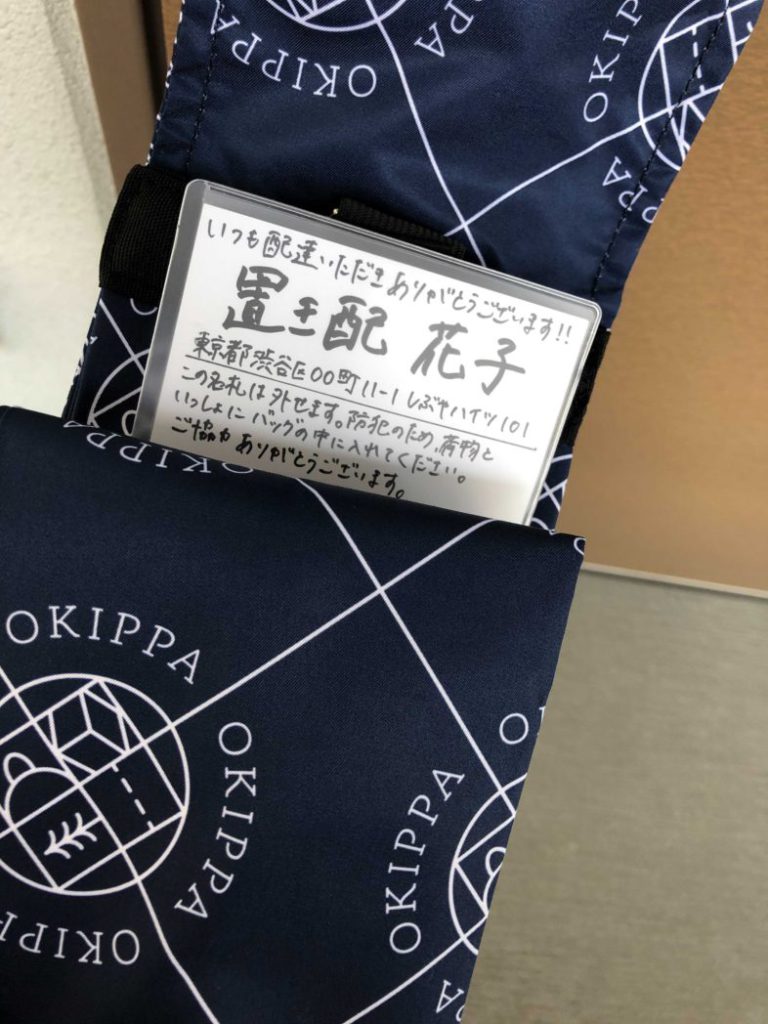 OKIPPA
OKIPPA
OKIPPA
OKIPPA
いつも配達いただきありがとうございます!!
置き配 花子
東京都渋谷区00町11-1 しぶやハイツ101
この名札は外せます。防犯のため、荷物と
いっしょにバッグの中に入れてください。
ご協力ありがとうございます。
OKIPPA
OKIPPA
OKIPPA
OKIPPA
OKIPPA
OKIPPA